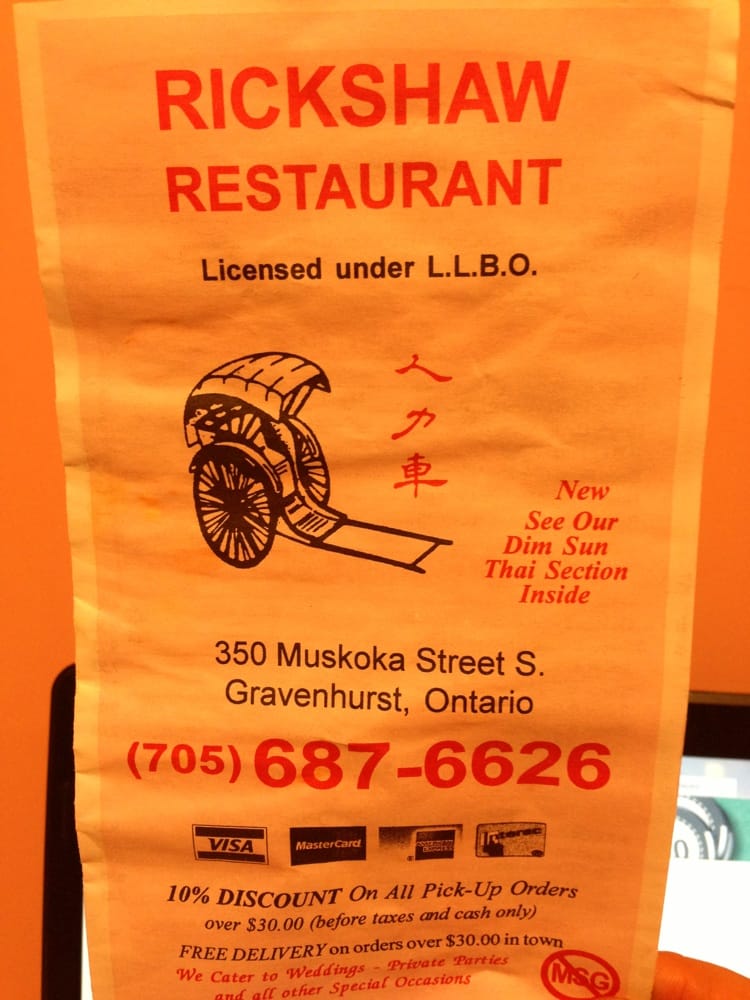 RICKSHAW
RESTAURANT
Licensed under L.L.B.O.
人
力
車
New
See Our
Dim Sun
Thai Section
Inside
350 Muskoka Street S.
Gravenhurst, Ontario
(705) 687-6626
VISA MasterCard AMERICAN EXPRESS Interac
10% DISCOUNT On All Pick-Up Orders
over $30.00 (before taxes and cash only)
FREE DELIVERY on orders over $30.00 in town
We Cater to Weddings - Private Parties
and all other Special Occasions
MSG